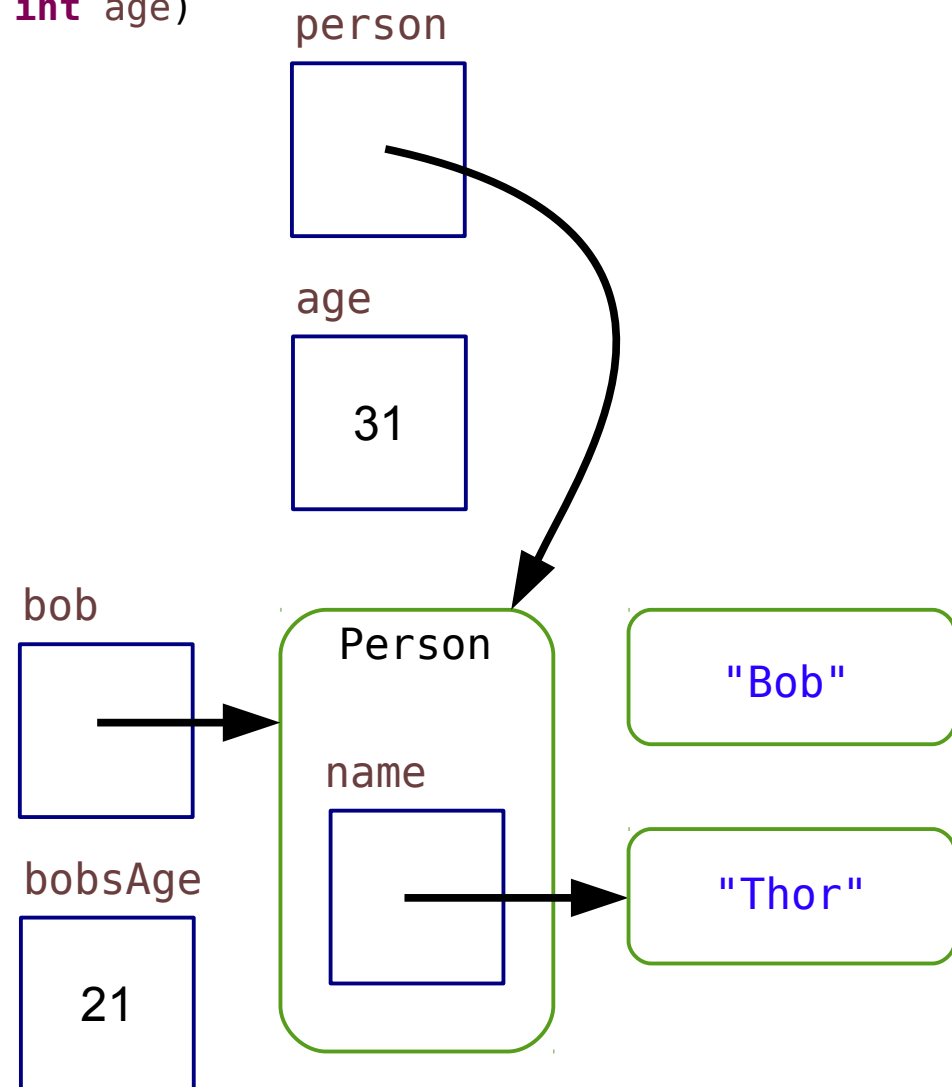 int age)
person
age
31
bob
Person
"Bob"
name
bobsAge
"Thor"
21